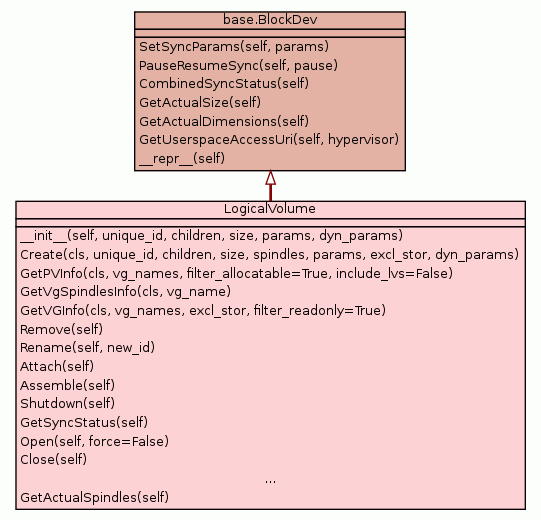 base.BlockDev
SetSyncParams(self, params)
PauseResumeSync(self, pause)
CombinedSyncStatus(self)
GetActualSize(self)
GetActualDimensions(self)
GetUserspaceAccessUri(self, hypervisor)
__repr__(self)
LogicalVolume
__init__(self, unique_id, children, size, params, dyn_params)
Create(cls, unique_id, children, size, spindles, params, excl_stor, dyn_params)
GetPVInfo(cls, vg_names, filter_allocatable=True, include_lvs=False)
GetVgSpindlesInfo(cls, vg_name)
GetVGInfo(cls, vg_names, excl_stor, filter_readonly=True)
Remove(self)
Rename(self, new_id)
Attach(self)
Assemble(self)
Shutdown(self)
GetSyncStatus(self)
Open(self, force=False)
Close(self)
...
GetActualSpindles(self)